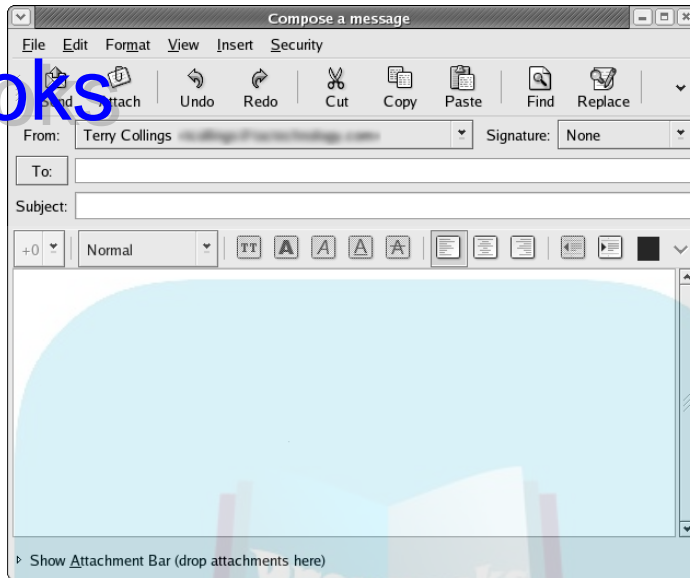 Compose a message
File Edit Format View Insert Security
oks
Send Attach Undo Redo Cut Copy Paste Find Replace
From: Terry Collings Signature: None
To:
Subject:
+0 Normal TT A A A A
Show Attachment Bar (drop attachments here)